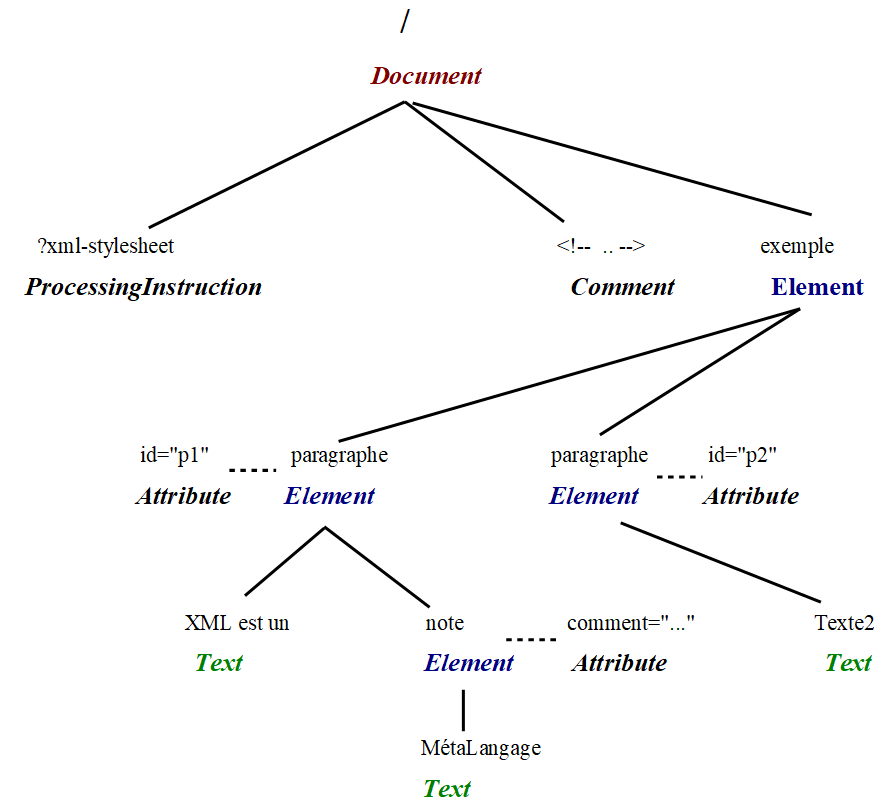 /
Document
?xml-stylesheet <!-- .. --> exemple
ProcessingInstruction Comment Element
id="p1" paragraphe paragraphe id="p2"
Attribute Element Element Attribute
XML est un note comment="..." Texte2
Text Element Attribute Text
MétaLangage
Text